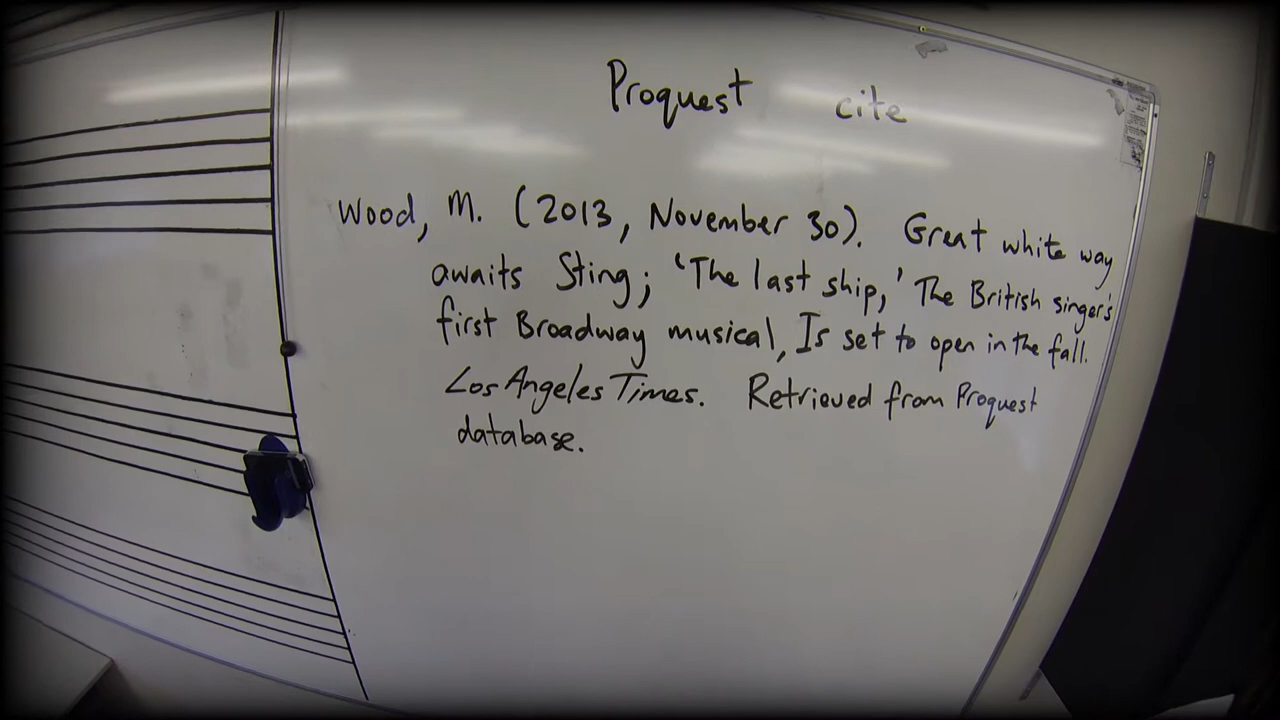 Proquest cite
Wood, M. (2013, November 30). Great white way
awaits Sting; 'The last ship,' The British singer's
first Broadway musical, Is set to open in the fall.
Los Angeles Times. Retrieved from Proquest
database.